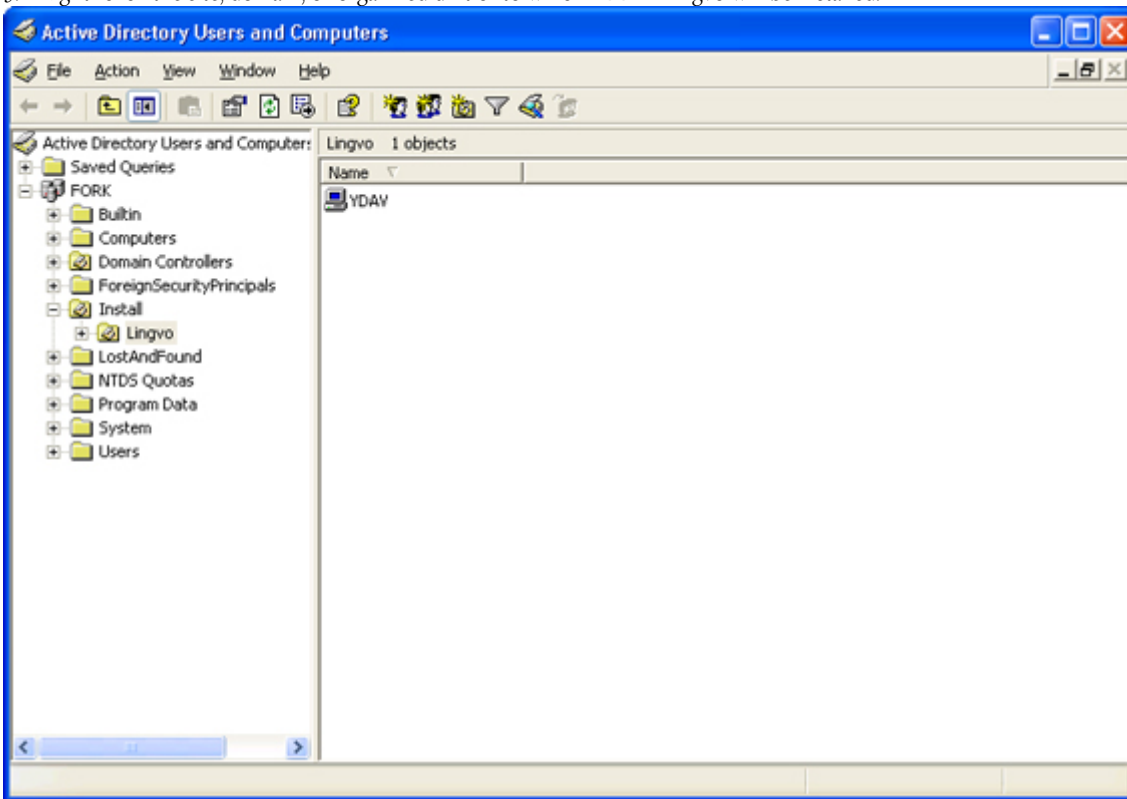 Active Directory Users and Computers
File Action View Window Help
Active Directory Users and Computer:
Lingvo 1 objects
Saved Queries
Name
FORK
YDAV
Builtin
Computers
Domain Controllers
ForeignSecurityPrincipals
Install
Lingvo
LostAndFound
NTDS Quotas
Program Data
System
Users